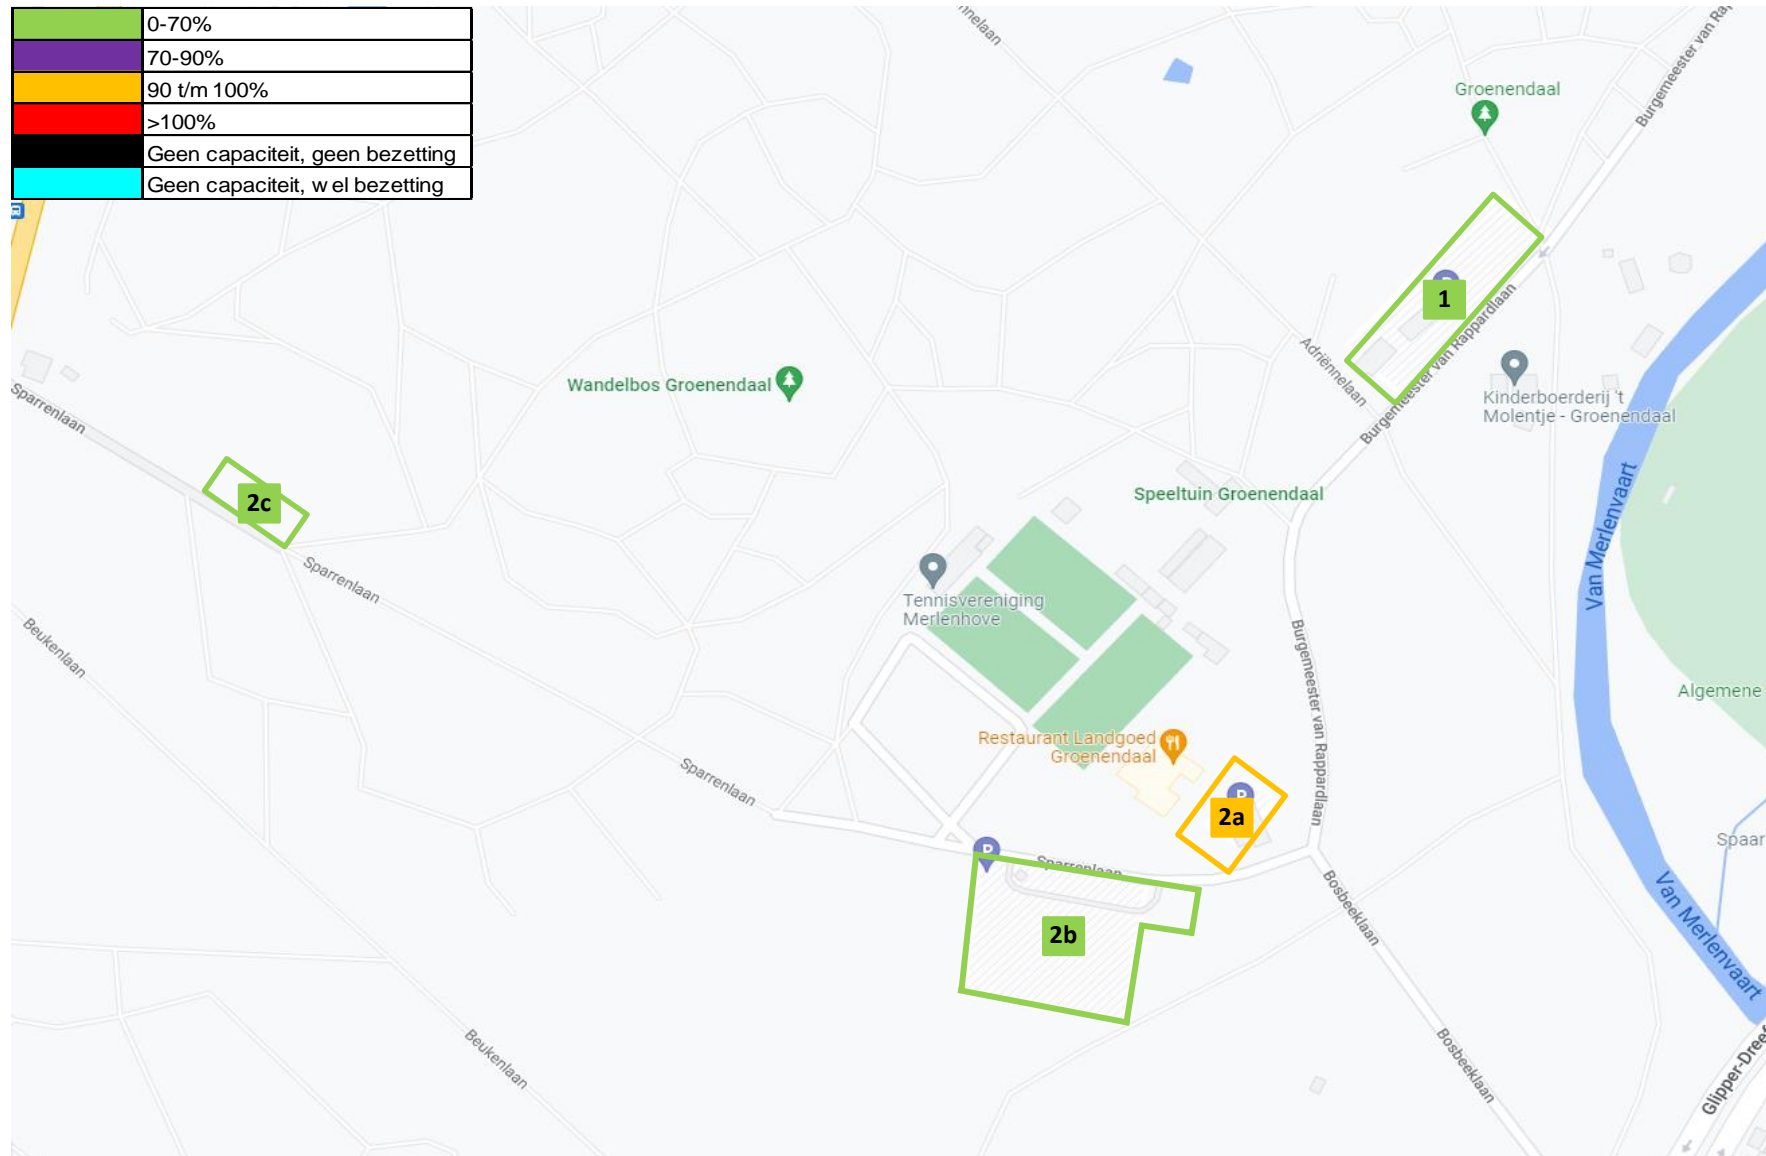 0-70%
70-90%
90 t/m 100%
>100%
Geen capaciteit, geen bezetting
Geen capaciteit, wel bezetting
Groenendaal
1
Burgemeester van Rappardlaan
Adriënnelaan
Kinderboerderij 't
Molentje - Groenendaal
Wandelbos Groenendaal
Sparrenlaan
2c
Sparrenlaan
Speeltuin Groenendaal
Van Merlenvaart
Tennisvereniging
Merlenhove
Beukenlaan
Burgemeester van Rappardlaan
Algemene
Restaurant Landgoed
Groenendaal
Sparrenlaan
P
2a
P
Sparrenlaan
Spaar
2b
Bosbeeklaan
Van Merlenvaart
Beukenlaan
Bosbeeklaan
Glipper-Dreef